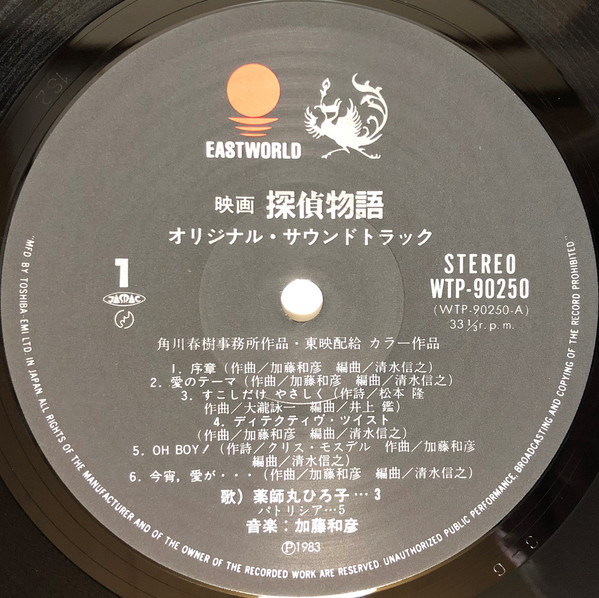 EASTWORLD
映画 探偵物語
オリジナル・サウンドトラック
1
JASRAC
STEREO
WTP-90250
(WTP-90250-A)
33 1/3 r.p.m.
角川春樹事務所作品・東映配給 カラー作品
1. 序章(作曲/加藤和彦 編曲/清水信之)
2. 愛のテーマ(作曲/加藤和彦 編曲/清水信之)
3. すこしだけ やさしく(作詩/松本 隆
作曲/大瀧詠一 編曲/井上 鑑)
4. ディテクティヴ・ツイスト
(作曲/加藤和彦 編曲/清水信之)
5. OH BOY!(作詩/クリス・モスデル 作曲/加藤和彦
編曲/清水信之)
6. 今宵,愛が・・・(作曲/加藤和彦 編曲/清水信之)
歌)薬師丸ひろ子…3
パトリシア…5
音楽:加藤和彦
Ⓟ1983
"MFD BY TOSHIBA-EMI LTD. IN JAPAN. ALL RIGHTS OF THE MANUFACTURER AND OF THE OWNER OF THE RECORDED WORK ARE RESERVED. UNAUTHORIZED PUBLIC PERFORMANCE, BROADCASTING AND COPYING OF THE RECORD PROHIBITED"